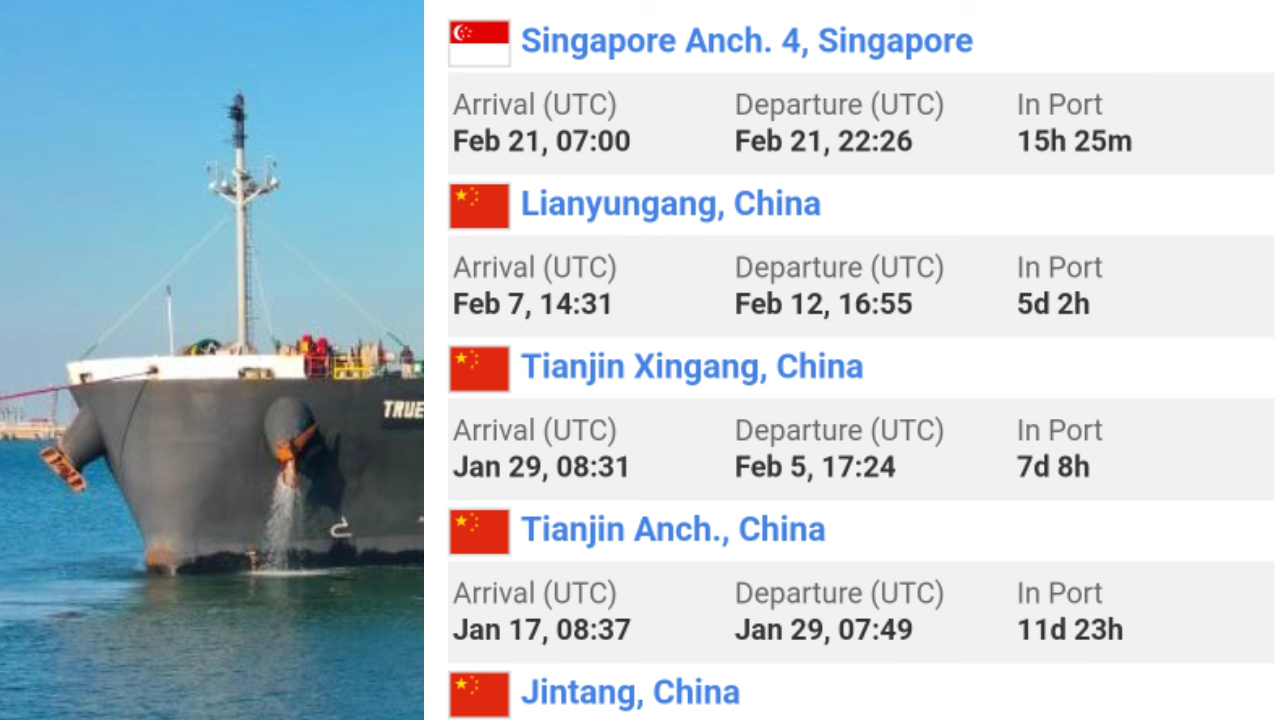 TRUE
Singapore Anch. 4, Singapore
Arrival (UTC) Departure (UTC) In Port
Feb 21, 07:00 Feb 21, 22:26 15h 25m
Lianyungang, China
Arrival (UTC) Departure (UTC) In Port
Feb 7, 14:31 Feb 12, 16:55 5d 2h
Tianjin Xingang, China
Arrival (UTC) Departure (UTC) In Port
Jan 29, 08:31 Feb 5, 17:24 7d 8h
Tianjin Anch., China
Arrival (UTC) Departure (UTC) In Port
Jan 17, 08:37 Jan 29, 07:49 11d 23h
Jintang, China